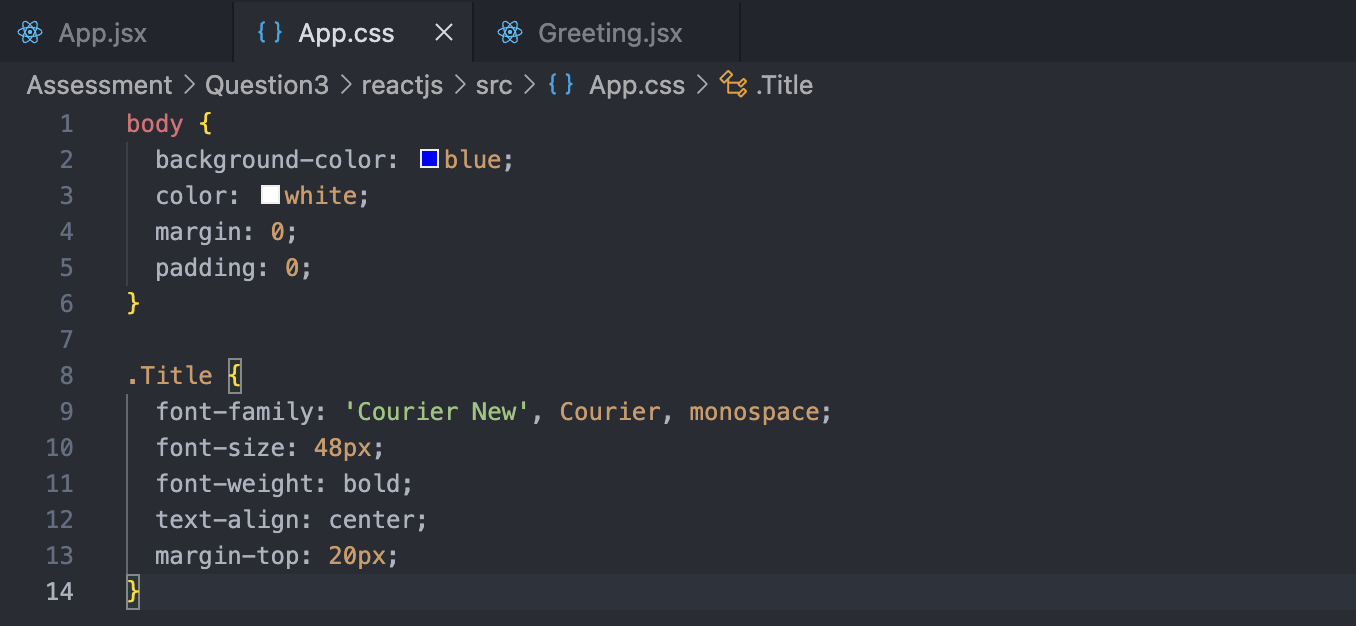 App.jsx { } App.css × Greeting.jsx
Assessment > Question3 > reactjs > src > { } App.css > .Title
1 body {
2   background-color: blue;
3   color: white;
4   margin: 0;
5   padding: 0;
6 }
7
8 .Title {
9   font-family: 'Courier New', Courier, monospace;
10   font-size: 48px;
11   font-weight: bold;
12   text-align: center;
13   margin-top: 20px;
14 }